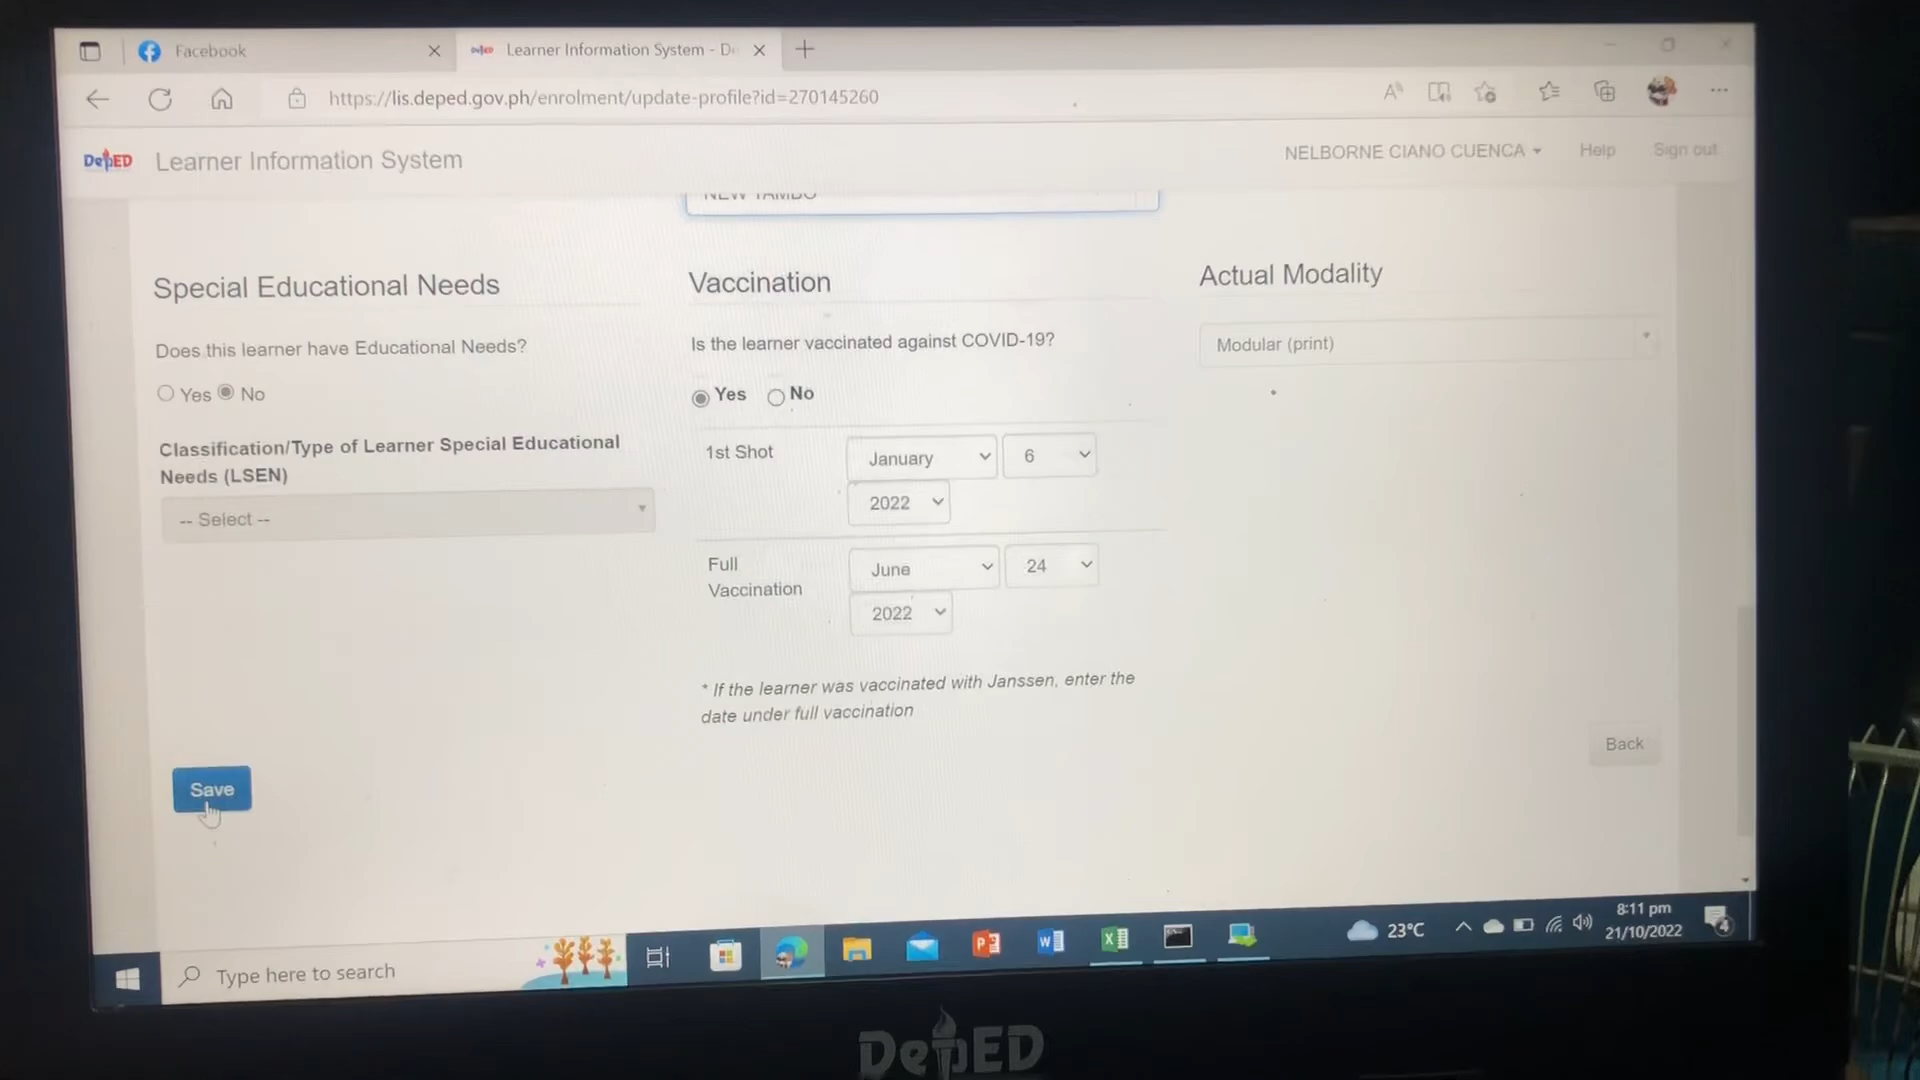 Facebook
Learner Information System - De
https://lis.deped.gov.ph/enrolment/update-profile?id=270145260
DepED Learner Information System
NELBORNE CIANO CUENCA
Help
Sign out
NEW TAMBO
Special Educational Needs
Does this learner have Educational Needs?
Yes No
Classification/Type of Learner Special Educational
Needs (LSEN)
-- Select --
Vaccination
Is the learner vaccinated against COVID-19?
Yes No
1st Shot
January 6
2022
Full
Vaccination
June 24
2022
* If the learner was vaccinated with Janssen, enter the
date under full vaccination
Actual Modality
Modular (print)
Back
Save
Type here to search
23°C
8:11 pm
21/10/2022
4
DepED